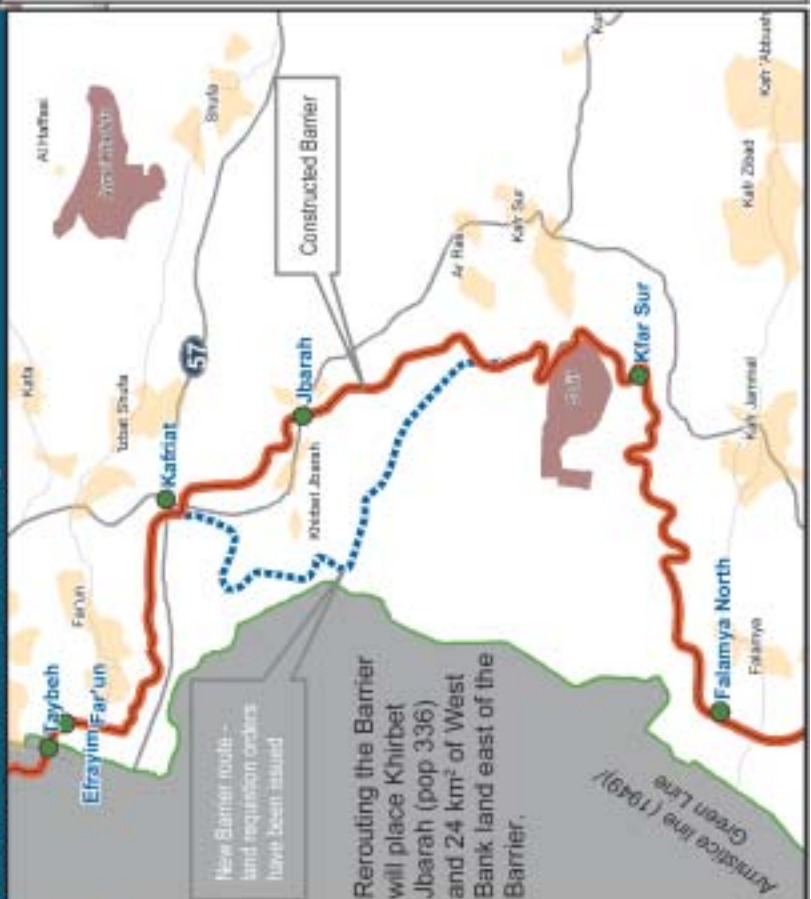 Al Haffasi
Shufa
Kafa
'Izbat Shufa
57
Constructed Barrier
Kafriat
Jbarah
Khirbet Jbarah
Far'un
Taybeh
Efrayim/Far'un
Ar Ras
Kafr Sur
Kfar Sur
Kafr Jammal
Kafr Zibad
Kafr 'Abbush
Falamya North
Falamya
New Barrier route -
land requisition orders
have been issued
Rerouting the Barrier
will place Khirbet
Jbarah (pop 336)
and 24 km² of West
Bank land east of the
Barrier.
Armistice line (1949)/
Green Line